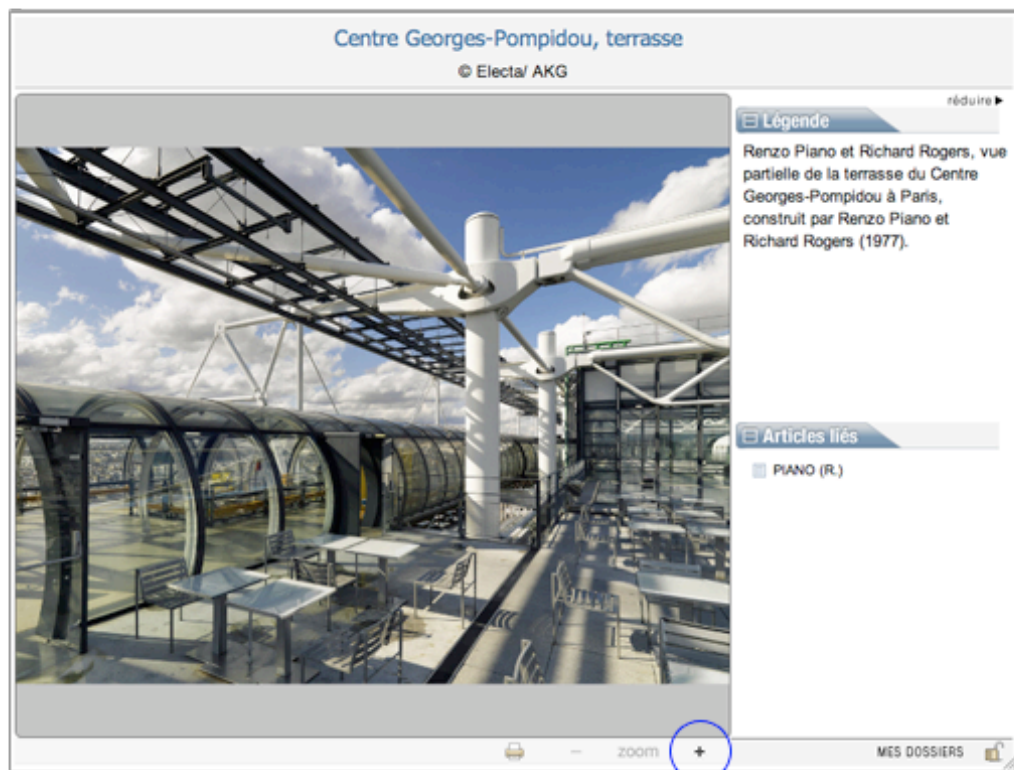 Centre Georges-Pompidou, terrasse
© Electa/ AKG
réduire
Légende
Renzo Piano et Richard Rogers, vue
partielle de la terrasse du Centre
Georges-Pompidou à Paris,
construit par Renzo Piano et
Richard Rogers (1977).
Articles liés
PIANO (R.)
− zoom +
MES DOSSIERS